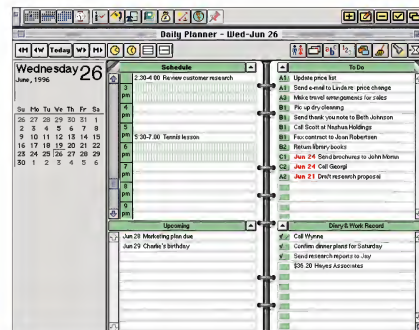 Daily Planner - Wed-Jun 26
Today
Wednesday 26
June, 1996
Su Mo Tu We Th Fr Sa
26 27 28 29 30 31 1
2 3 4 5 6 7 8
9 10 11 12 13 14 15
16 17 18 19 20 21 22
23 24 25 26 27 28 29
30 1 2 3 4 5 6
Schedule
2:30-4:00 Review customer research
3 pm
4 pm
5 pm
5:30-7:00 Tennis lesson
6 pm
7 pm
8 pm
9 pm
Upcoming
Jun 28 Marketing plan due
Jun 29 Charlie's birthday
To Do
A1 Update price list
A1 Send e-mail to Linda re: price change
A3 Make travel arrangements for sales
B1 Pick up dry cleaning
B1 Send thank you note to Beth Johnson
B1 Call Scott at Nashua Holdings
B1 Fax contract to Joan Robertson
B2 Return library books
C1 Jun 24 Send brochures to John Moran
C2 Jun 24 Call Georgi
A2 Jun 21 Draft research proposal
Diary & Work Record
Call Wynne
Confirm dinner plans for Saturday
Send research reports to Jay
$36.20 Hayes Associates